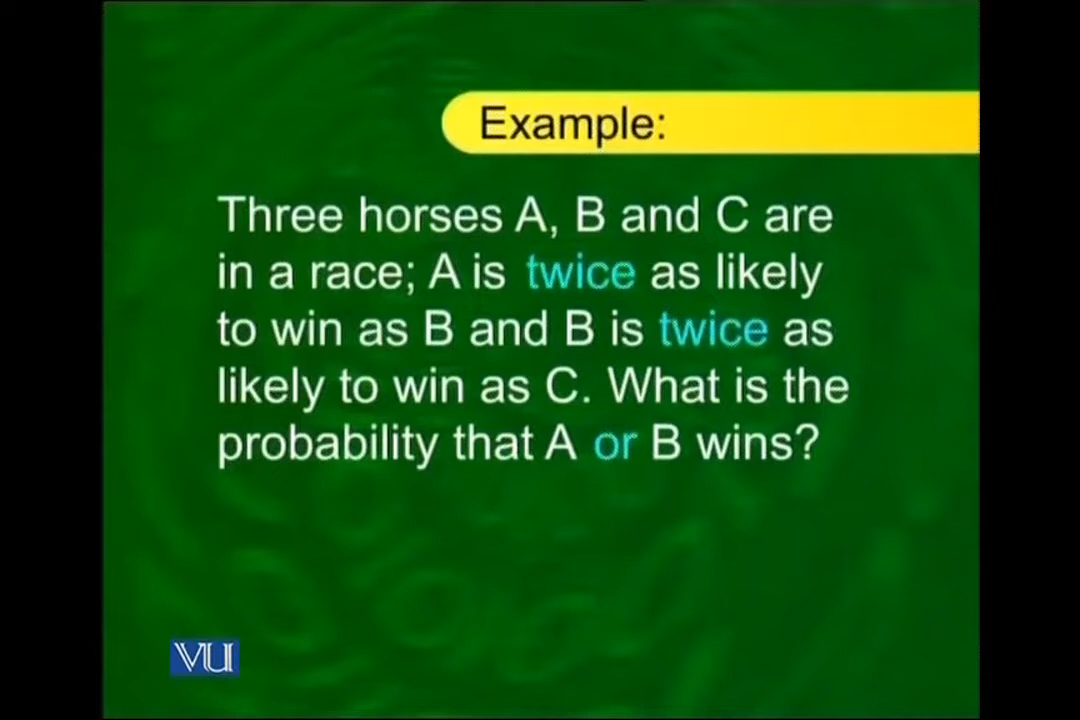 Example:
Three horses A, B and C are
in a race; A is twice as likely
to win as B and B is twice as
likely to win as C. What is the
probability that A or B wins?
VU